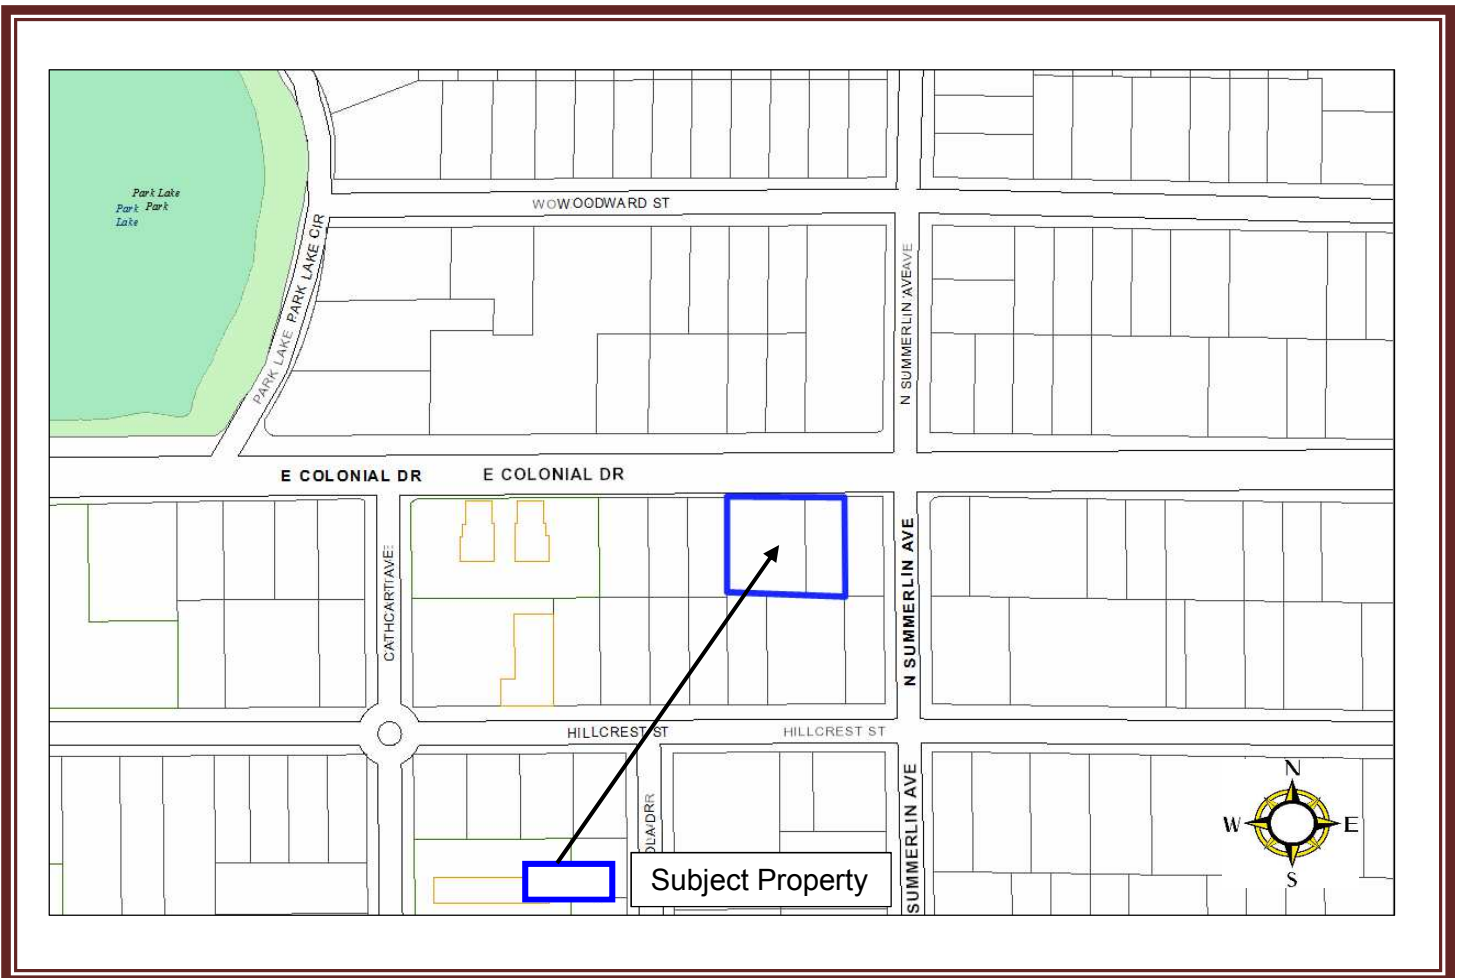 Park Lake
Park Park
Lake
WOWOODWARD ST
PARK LAKE PARK LAKE CIR
N SUMMERLIN AVEAVE
E COLONIAL DR E COLONIAL DR
CATHCART AVE
N SUMMERLIN AVE
HILLCREST ST HILLCREST ST
SUMMERLIN AVE
Subject Property
N
W E
S